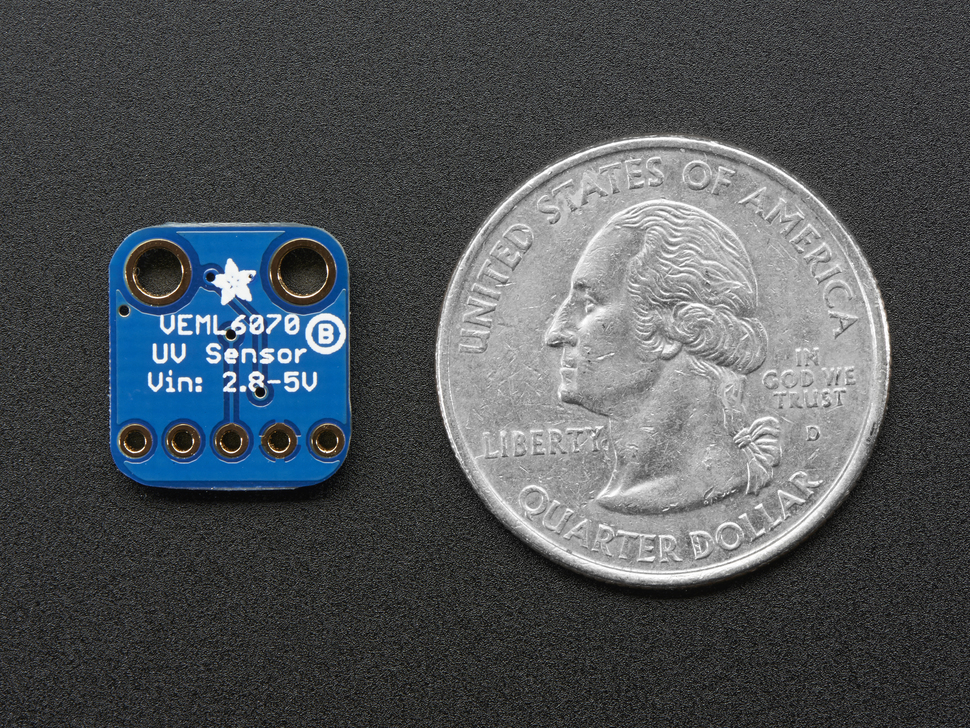 VEML6070
B
UV Sensor
Vin: 2.8-5V
UNITED STATES OF AMERICA
IN
GOD WE
TRUST
LIBERTY
D
QUARTER DOLLAR